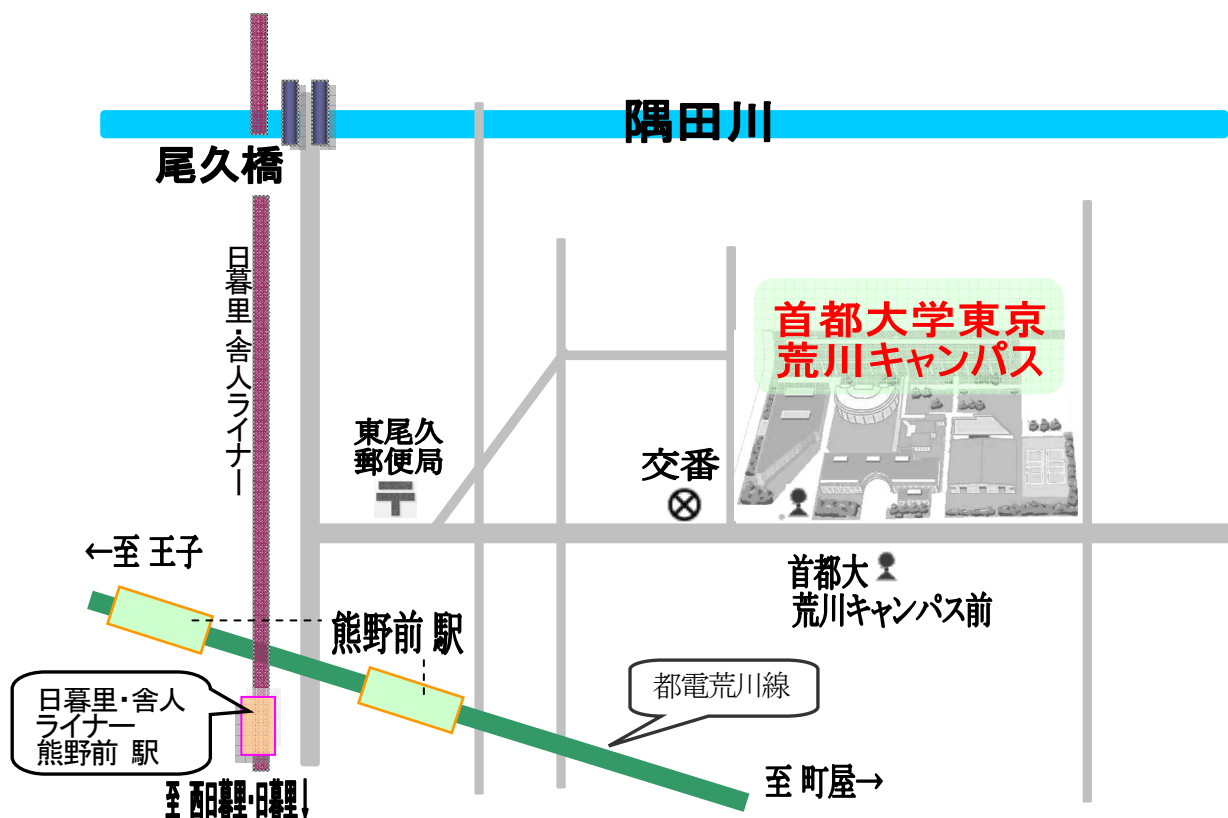 隅田川
尾久橋
日暮里・舎人ライナー
首都大学東京
荒川キャンパス
東尾久
郵便局
交番
←至 王子
首都大
荒川キャンパス前
熊野前 駅
都電荒川線
日暮里・舎人
ライナー
熊野前 駅
至 町屋→
至 西日暮里・日暮里↓